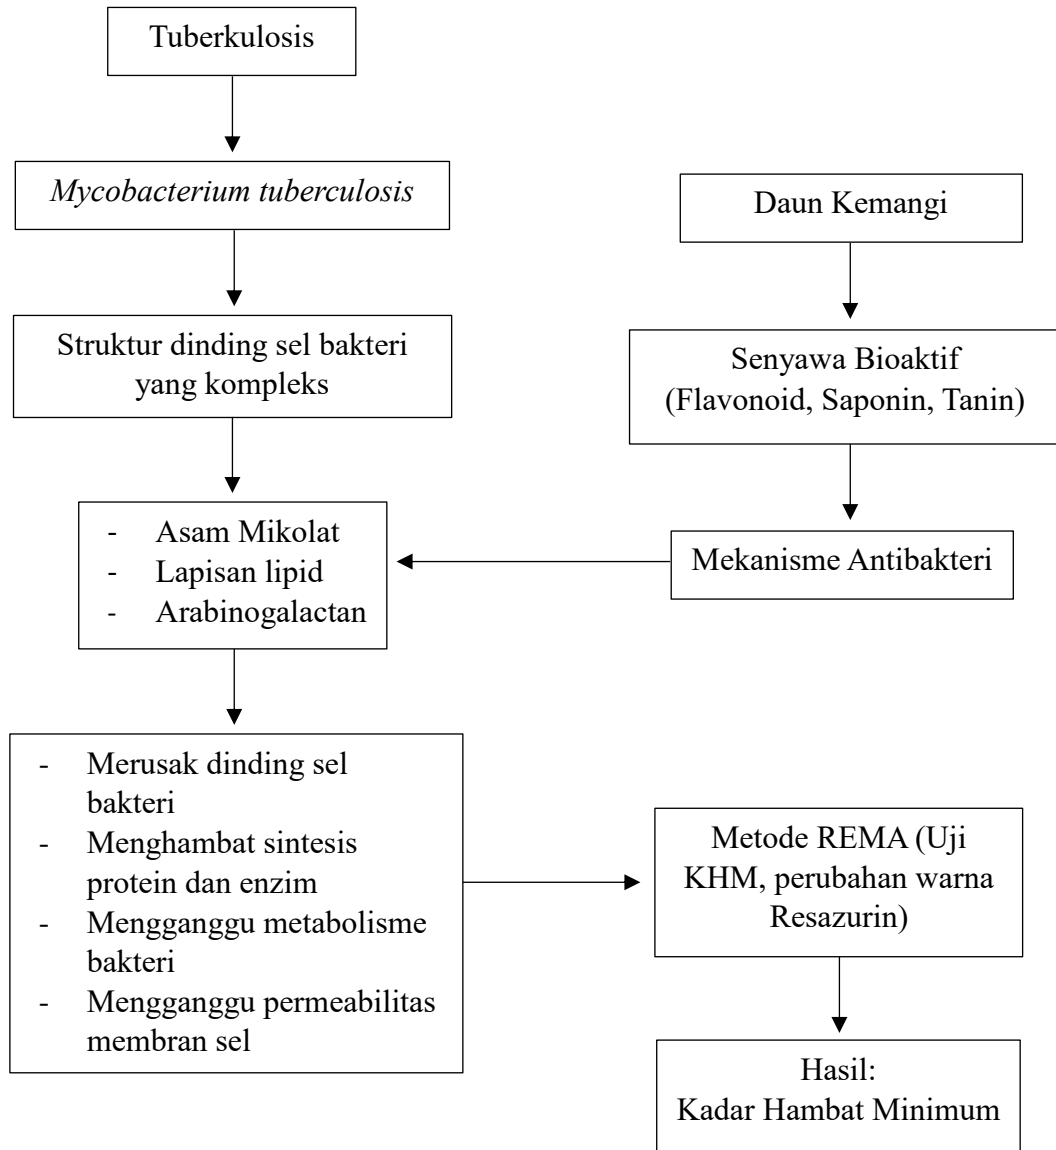 Tuberkulosis
Mycobacterium tuberculosis
Struktur dinding sel bakteri
yang kompleks
- Asam Mikolat
- Lapisan lipid
- Arabinogalactan
- Merusak dinding sel
bakteri
- Menghambat sintesis
protein dan enzim
- Mengganggu metabolisme
bakteri
- Mengganggu permeabilitas
membran sel
Daun Kemangi
Senyawa Bioaktif
(Flavonoid, Saponin, Tanin)
Mekanisme Antibakteri
Metode REMA (Uji
KHM, perubahan warna
Resazurin)
Hasil:
Kadar Hambat Minimum